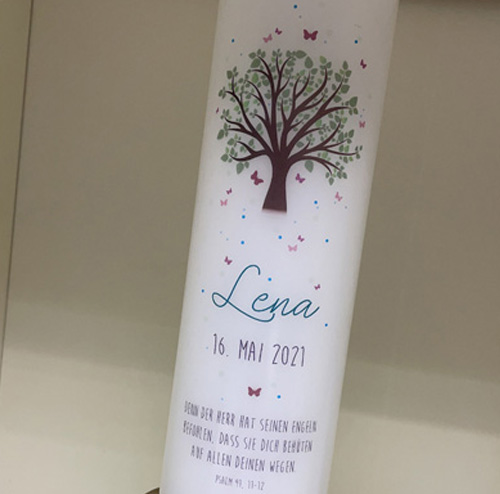 Lena
16. MAI 2021
DENN DER HERR HAT SEINEN ENGELN
BEFOHLEN, DASS SIE DICH BEHÜTEN
AUF ALLEN DEINEN WEGEN.
PSALM 91, 11-12